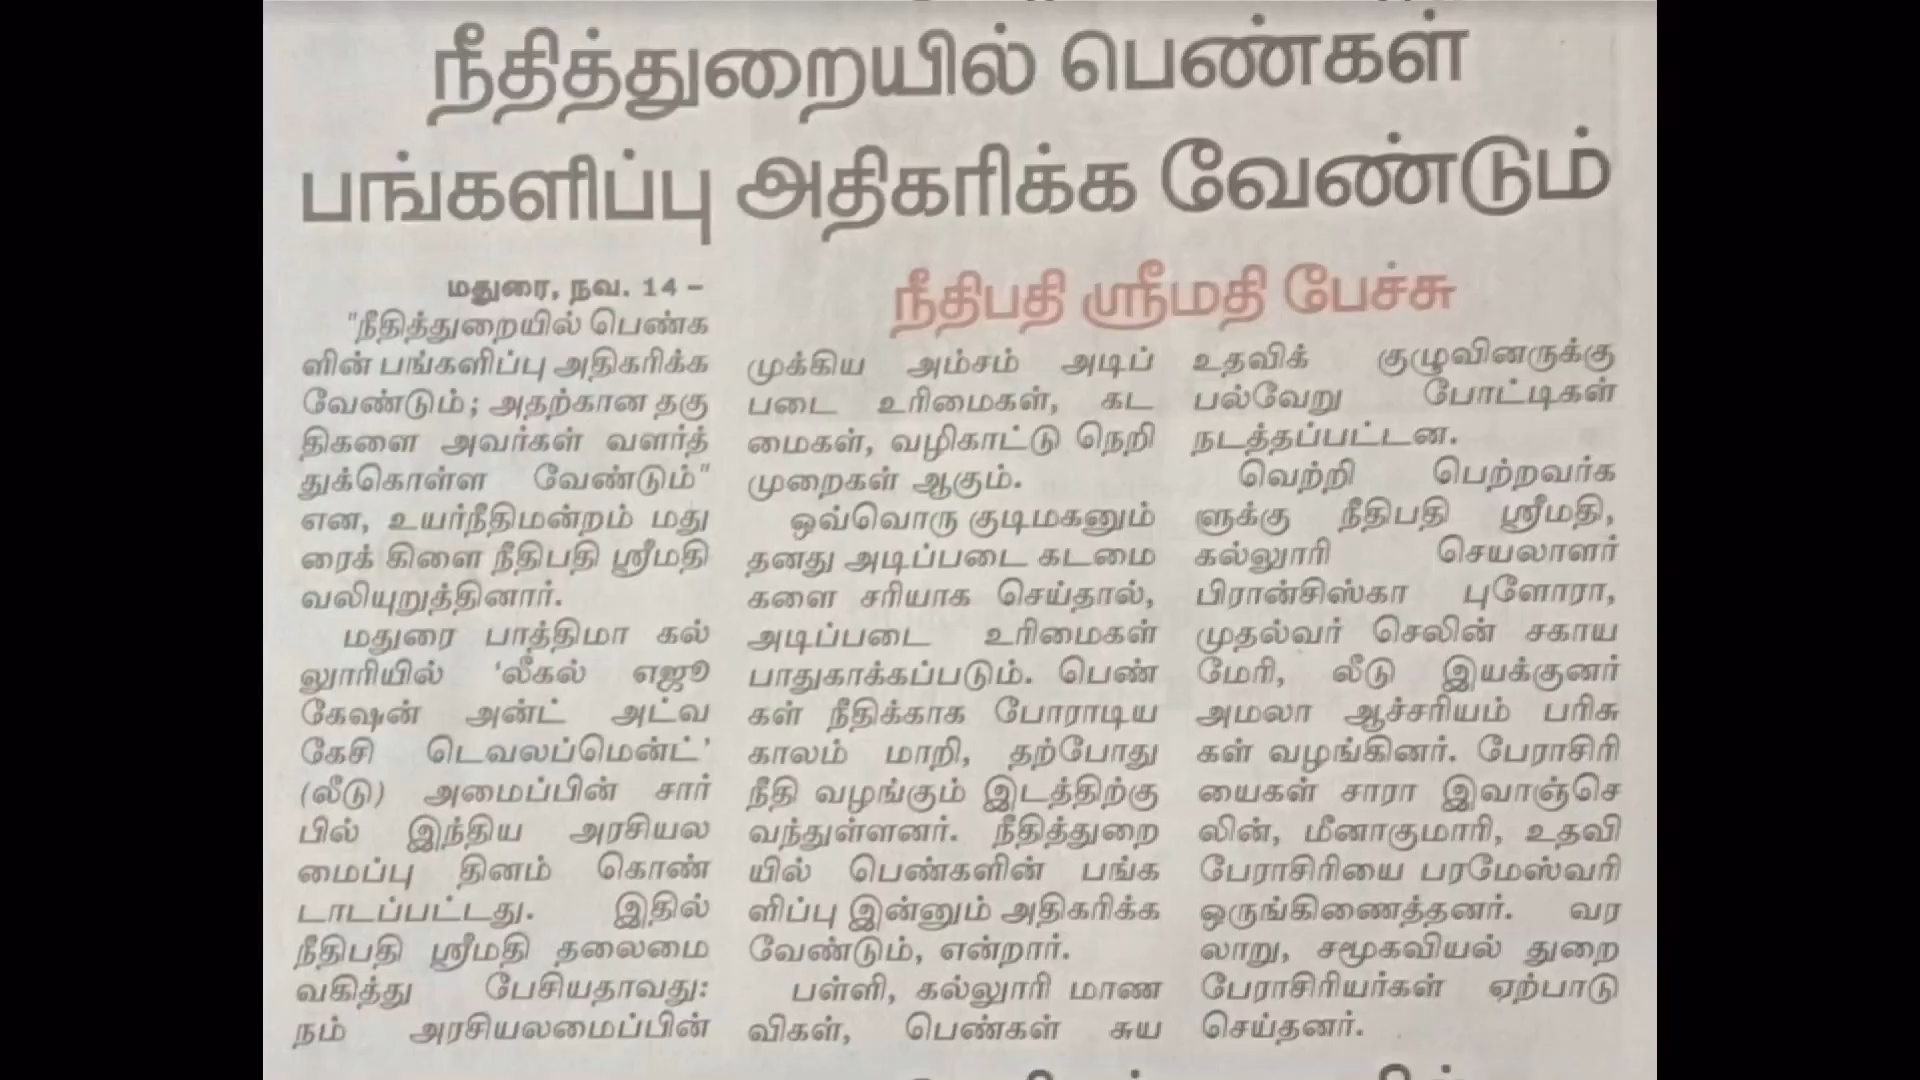 நீதித்துறையில் பெண்கள்
பங்களிப்பு அதிகரிக்க வேண்டும்
நீதிபதி ஸ்ரீமதி பேச்சு
மதுரை, நவ. 14 –
"நீதித்துறையில் பெண்க
ளின் பங்களிப்பு அதிகரிக்க
வேண்டும்; அதற்கான தகு
திகளை அவர்கள் வளர்த்
துக்கொள்ள வேண்டும்"
என, உயர்நீதிமன்றம் மது
ரைக் கிளை நீதிபதி ஸ்ரீமதி
வலியுறுத்தினார்.
மதுரை பாத்திமா கல்
லூரியில் ‘லீகல் எஜூ
கேஷன் அன்ட் அட்வ
கேசி டெவலப்மென்ட்’
(லீடு) அமைப்பின் சார்
பில் இந்திய அரசியல
மைப்பு தினம் கொண்
டாடப்பட்டது. இதில்
நீதிபதி ஸ்ரீமதி தலைமை
வகித்து பேசியதாவது:
நம் அரசியலமைப்பின்
முக்கிய அம்சம் அடிப்
படை உரிமைகள், கட
மைகள், வழிகாட்டு நெறி
முறைகள் ஆகும்.
ஒவ்வொரு குடிமகனும்
தனது அடிப்படை கடமை
களை சரியாக செய்தால்,
அடிப்படை உரிமைகள்
பாதுகாக்கப்படும். பெண்
கள் நீதிக்காக போராடிய
காலம் மாறி, தற்போது
நீதி வழங்கும் இடத்திற்கு
வந்துள்ளனர். நீதித்துறை
யில் பெண்களின் பங்க
ளிப்பு இன்னும் அதிகரிக்க
வேண்டும், என்றார்.
பள்ளி, கல்லூரி மாண
விகள், பெண்கள் சுய
உதவிக் குழுவினருக்கு
பல்வேறு போட்டிகள்
நடத்தப்பட்டன.
வெற்றி பெற்றவர்க
ளுக்கு நீதிபதி ஸ்ரீமதி,
கல்லூரி செயலாளர்
பிரான்சிஸ்கா புளோரா,
முதல்வர் செலின் சகாய
மேரி, லீடு இயக்குனர்
அமலா ஆச்சரியம் பரிசு
கள் வழங்கினர். பேராசிரி
யைகள் சாரா இவாஞ்செ
லின், மீனாகுமாரி, உதவி
பேராசிரியை பரமேஸ்வரி
ஒருங்கிணைத்தனர். வர
லாறு, சமூகவியல் துறை
பேராசிரியர்கள் ஏற்பாடு
செய்தனர்.